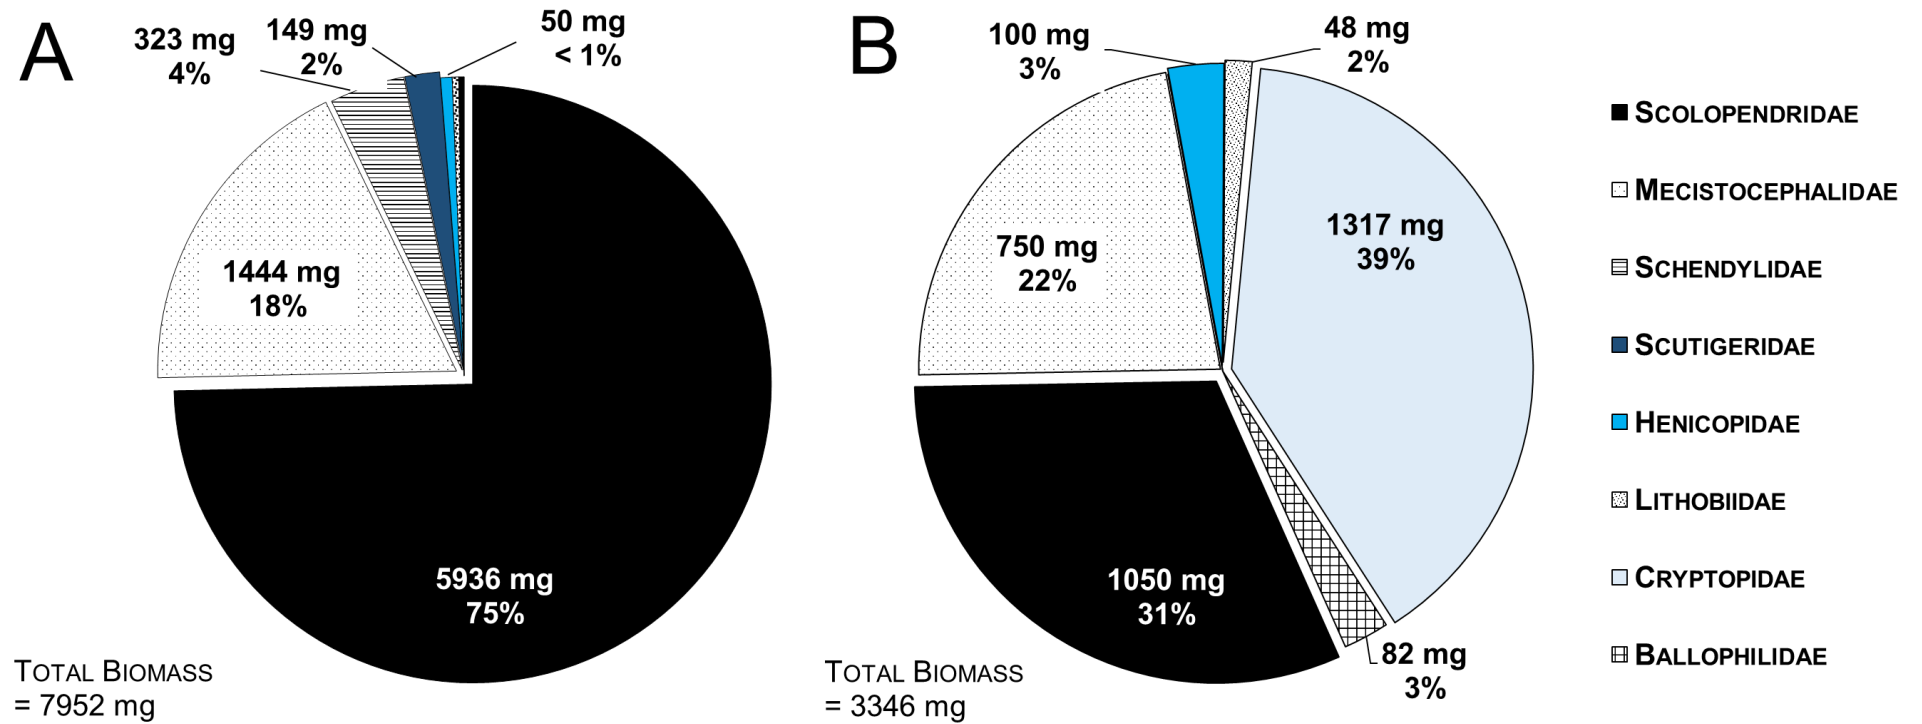 A
323 mg
4%
149 mg
2%
50 mg
< 1%
1444 mg
18%
5936 mg
75%
TOTAL BIOMASS
= 7952 mg
B
100 mg
3%
48 mg
2%
1317 mg
39%
750 mg
22%
1050 mg
31%
82 mg
3%
TOTAL BIOMASS
= 3346 mg
SCOLOPENDRIDAE
MECISTOCEPHALIDAE
SCHENDYLIDAE
SCUTIGERIDAE
HENICOPIDAE
LITHOBIIDAE
CRYPTOPIDAE
BALLOPHILIDAE